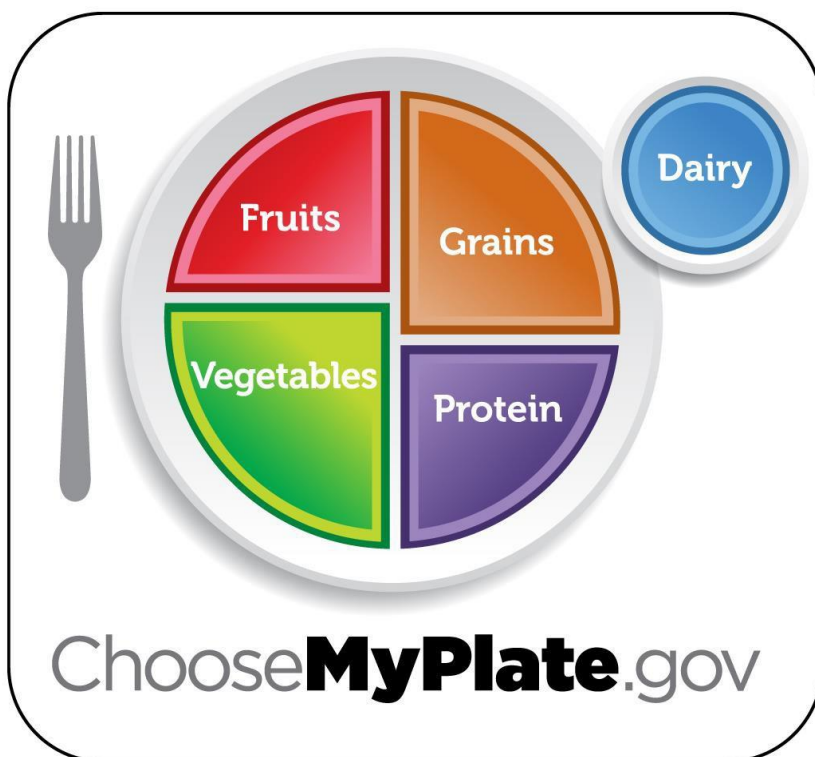 Fruits
Grains
Dairy
Vegetables
Protein
ChooseMyPlate.gov